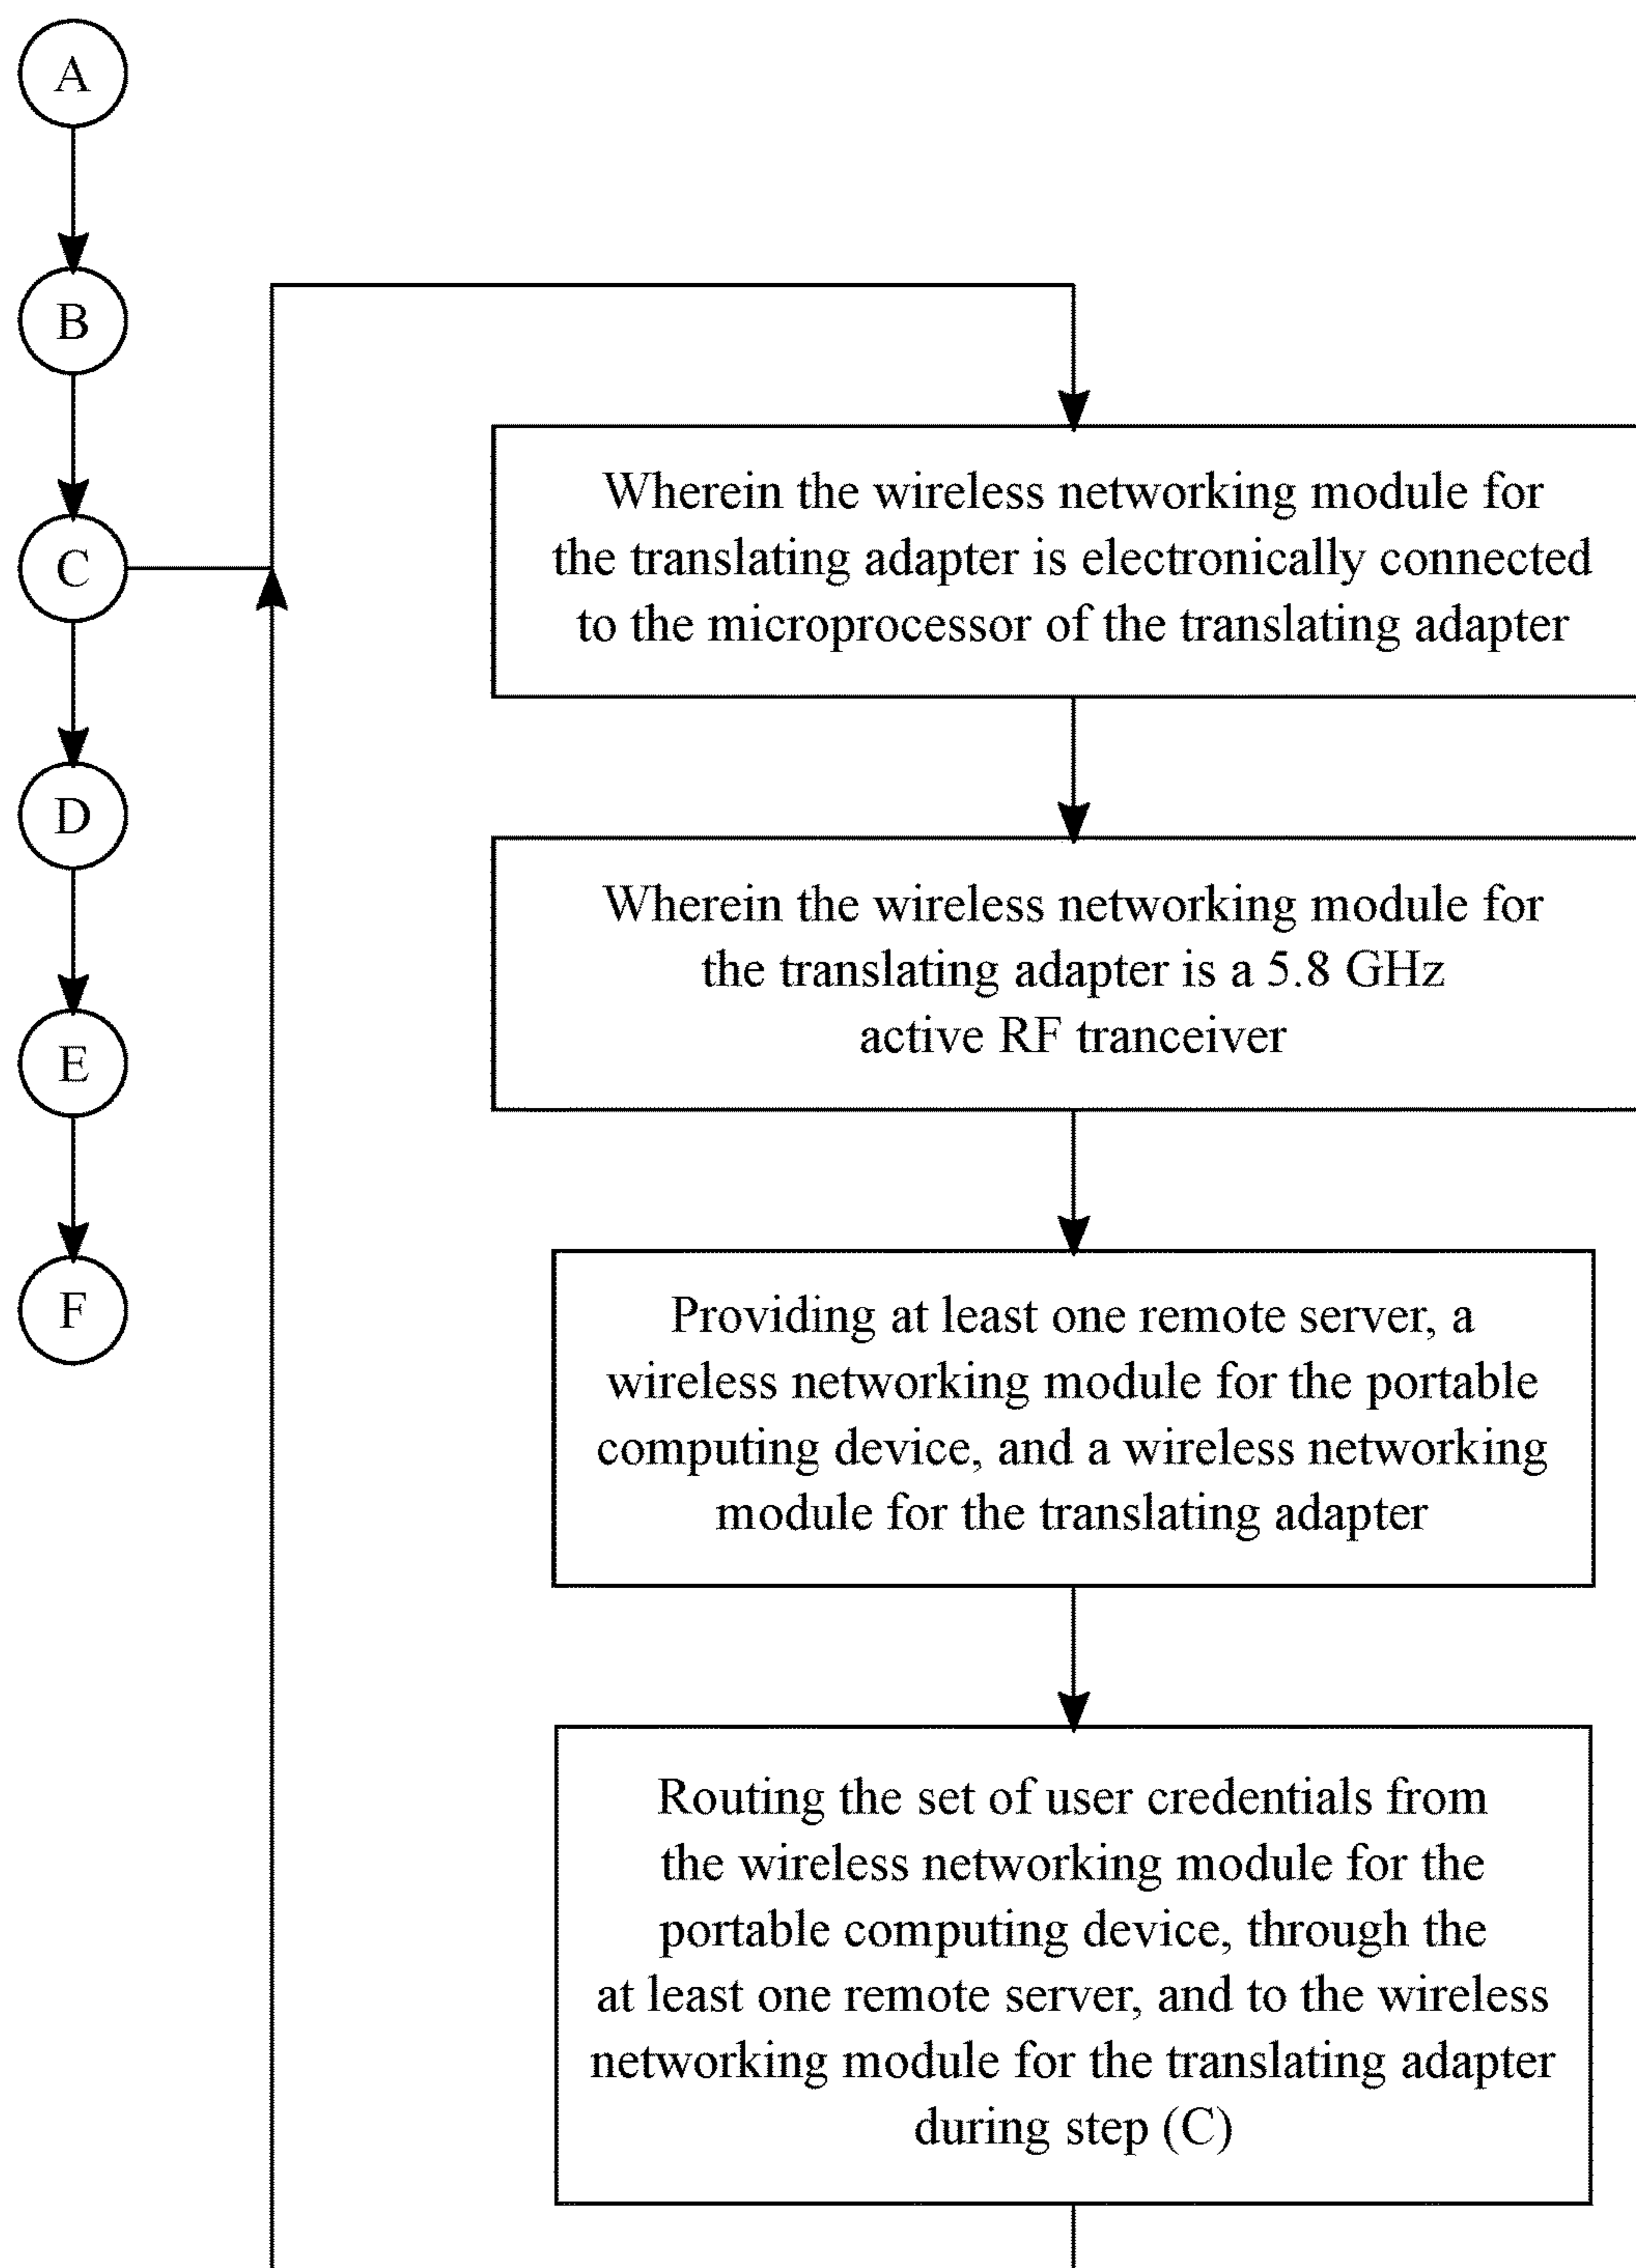 A
B
C
D
E
F
Wherein the wireless networking module for
the translating adapter is electronically connected
to the microprocessor of the translating adapter
Wherein the wireless networking module for
the translating adapter is a 5.8 GHz
active RF tranceiver
Providing at least one remote server, a
wireless networking module for the portable
computing device, and a wireless networking
module for the translating adapter
Routing the set of user credentials from
the wireless networking module for the
portable computing device, through the
at least one remote server, and to the wireless
networking module for the translating adapter
during step (C)